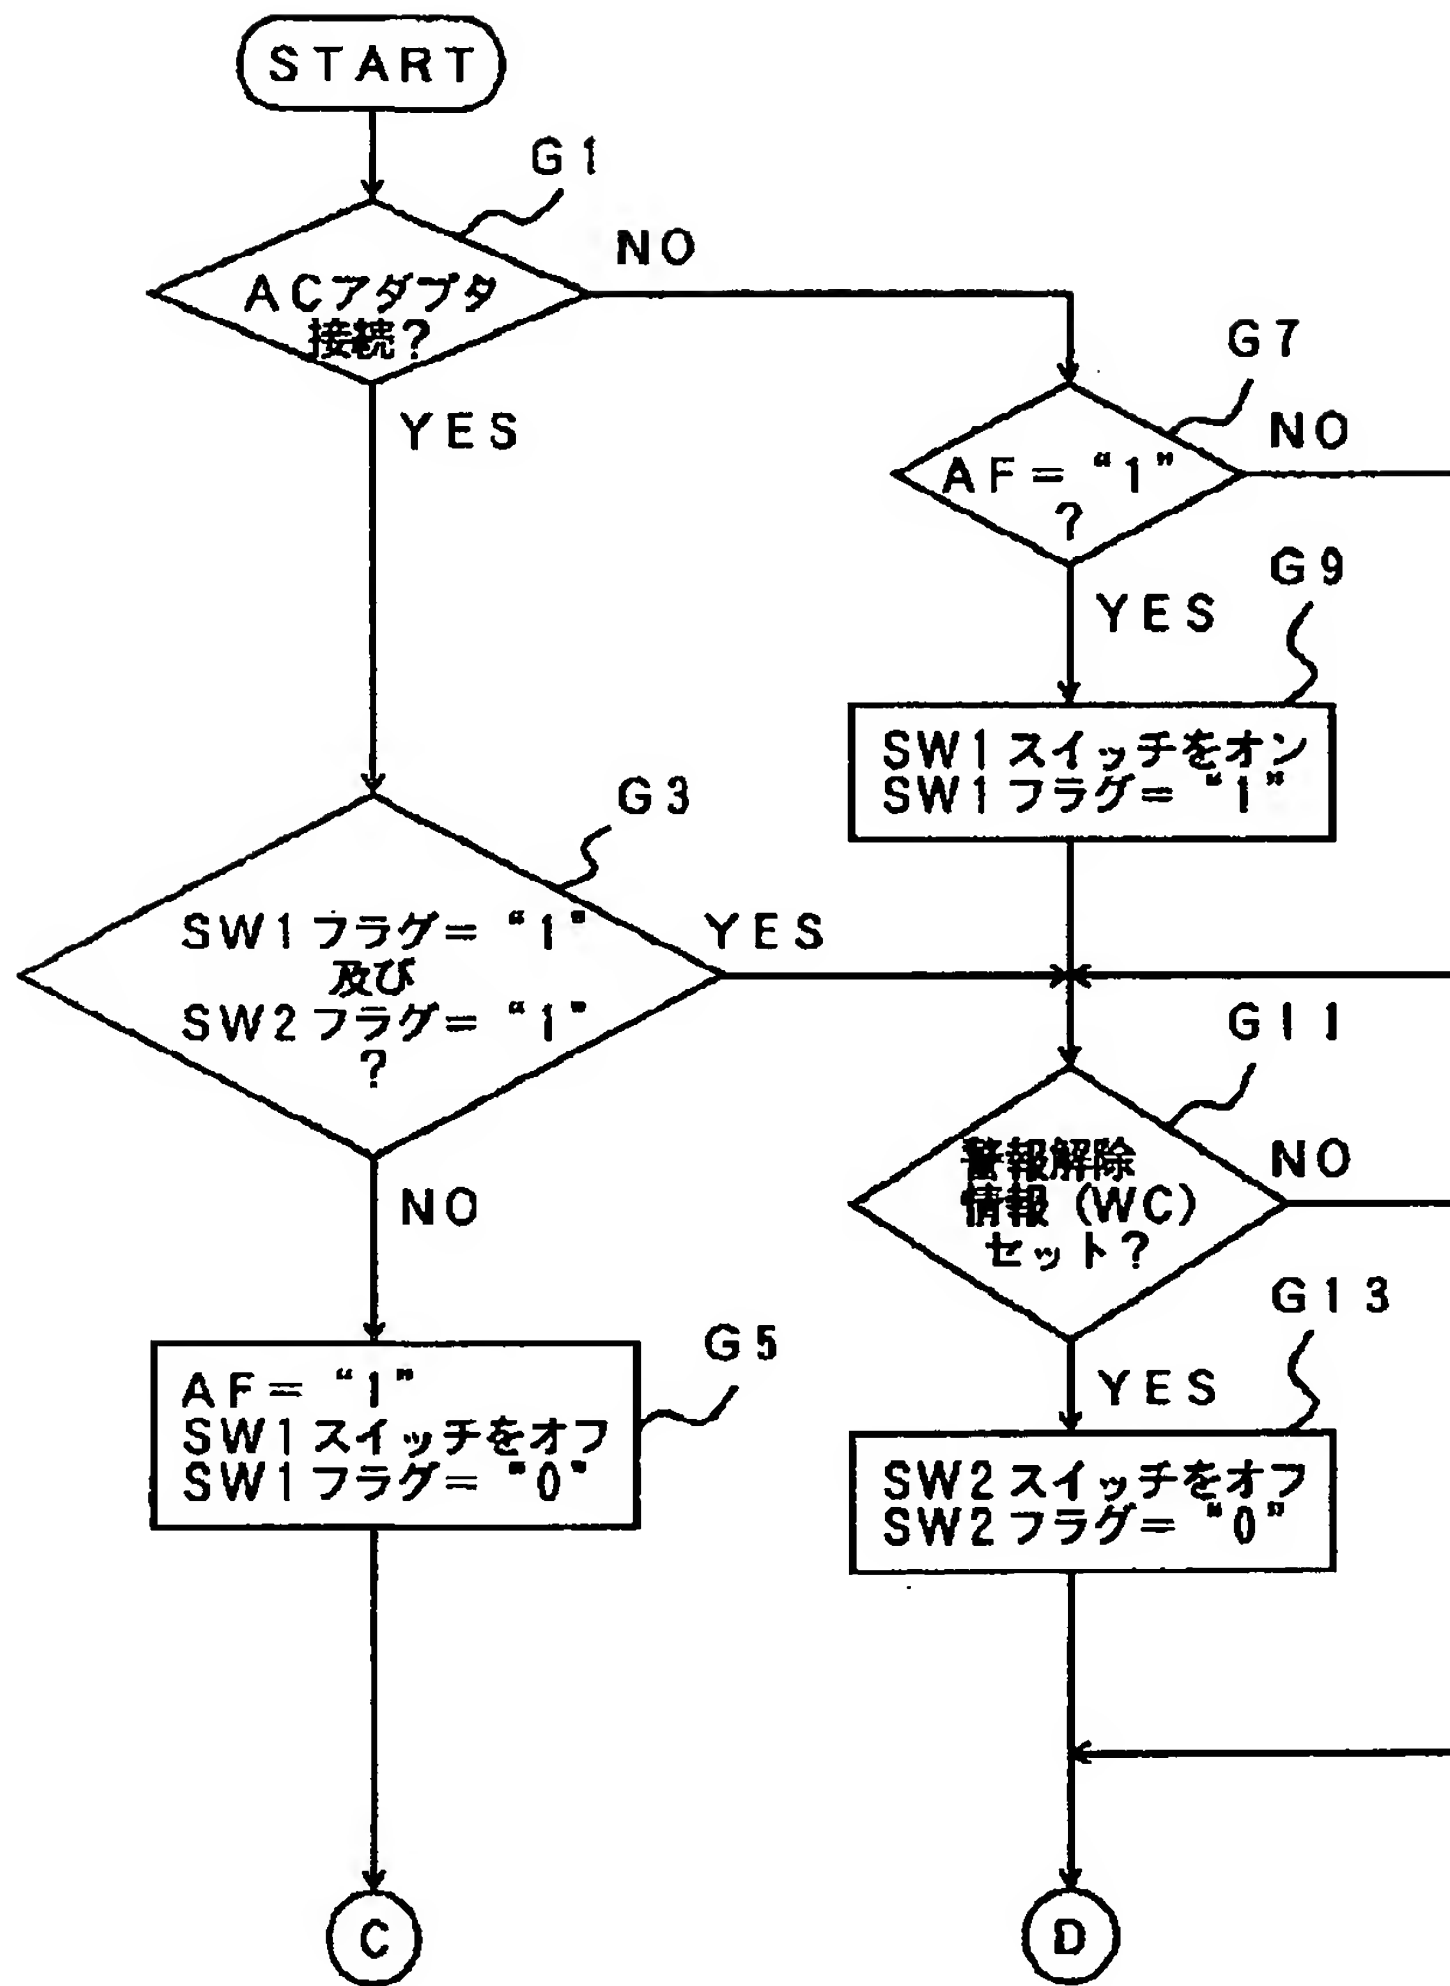 START
G1
NO
ACアダプタ
接続?
YES
G7
NO
AF="1"
?
YES
G9
SW1スイッチをオン
SW1フラグ="1"
G3
SW1フラグ="1"
及び
SW2フラグ="1"
?
YES
NO
G11
警報解除
情報(WC)
セット?
NO
YES
G13
G5
AF="1"
SW1スイッチをオフ
SW1フラグ="0"
SW2スイッチをオフ
SW2フラグ="0"
C
D